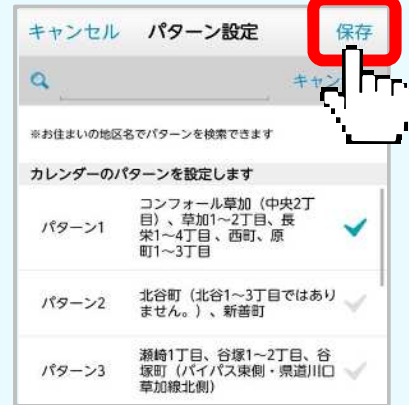 キャンセル パターン設定 保存
キャン
※お住まいの地区名でパターンを検索できます
カレンダーのパターンを設定します
パターン1
コンフォール草加（中央2丁
目）、草加1～2丁目、長
栄1～4丁目、西町、原
町1～3丁目
パターン2
北谷町（北谷1～3丁目ではあり
ません。）、新善町
パターン3
瀬崎1丁目、谷塚1～2丁目、谷
塚町（バイパス東側・県道川口
草加線北側）